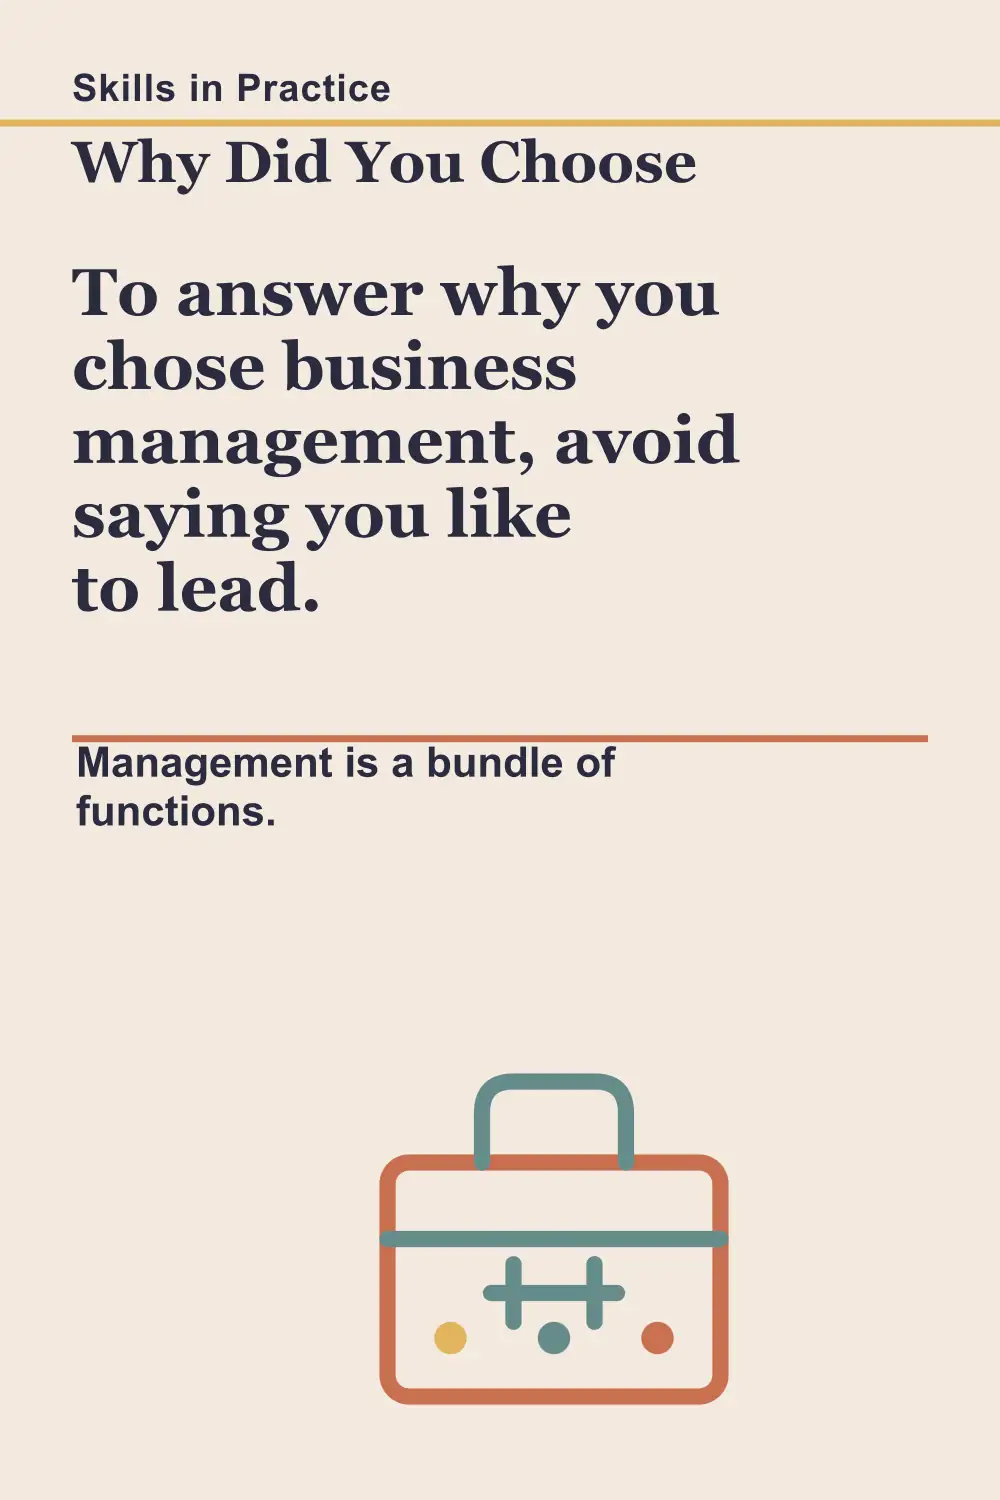 Skills in Practice
Why Did You Choose
To answer why you
chose business
management, avoid
saying you like
to lead.
Management is a bundle of
functions.